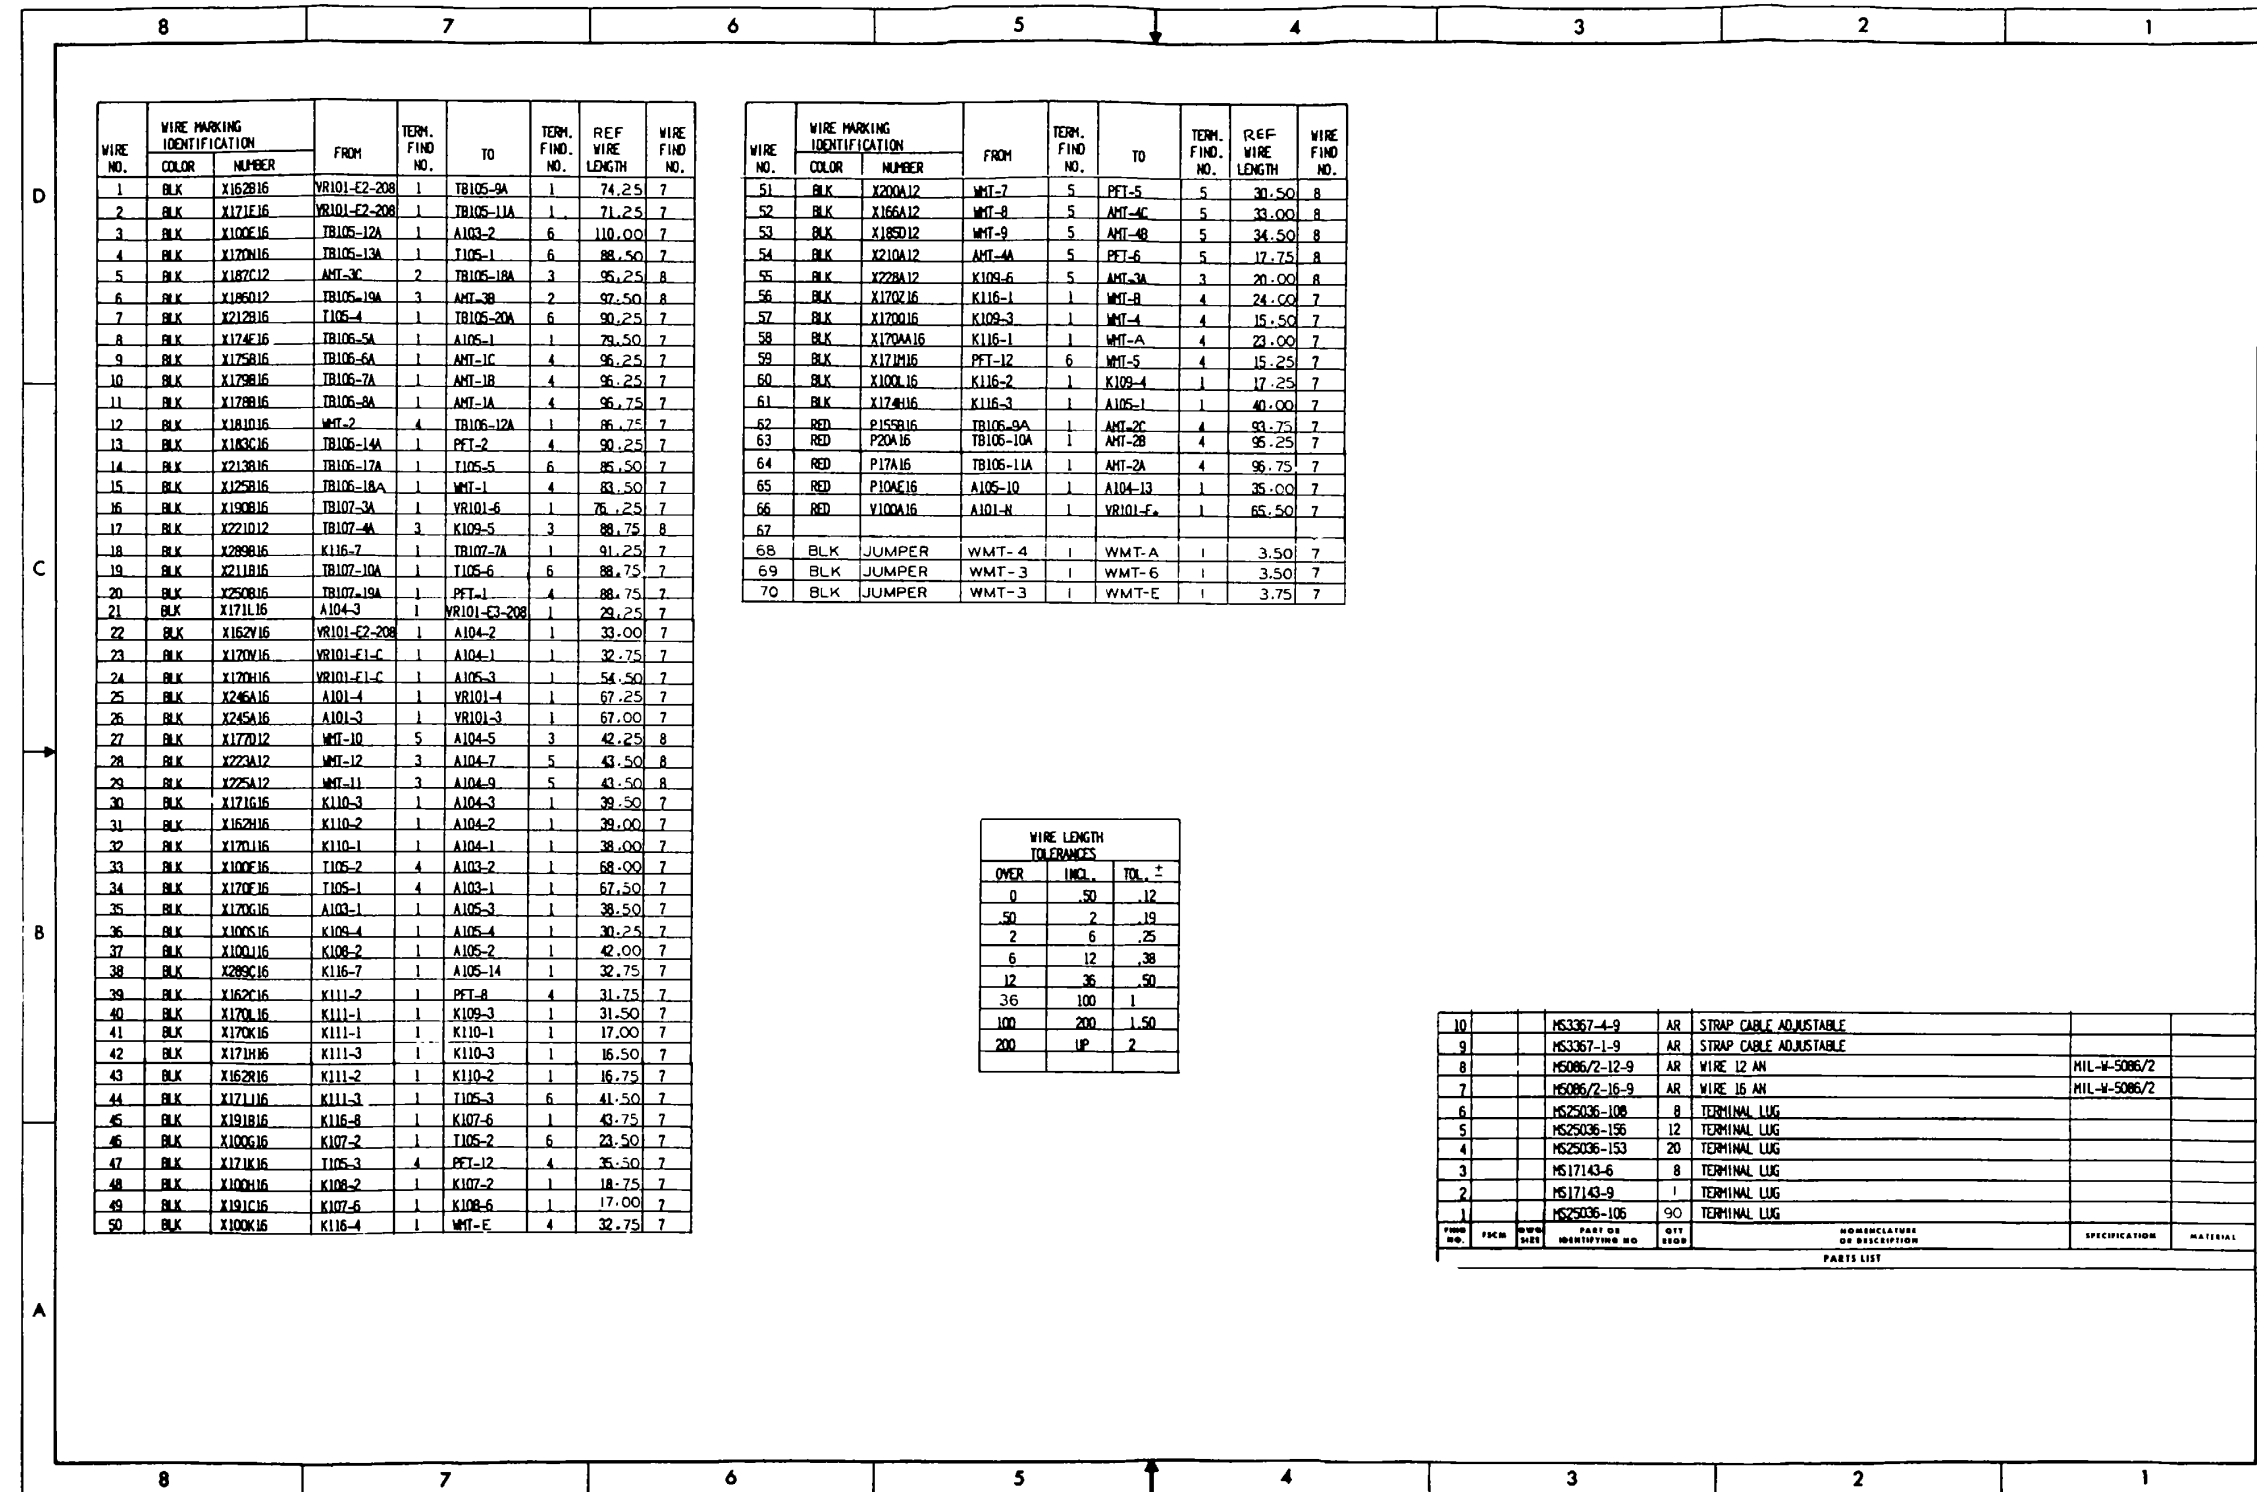 8 7 6 5 4 3 2 1
D
C
B
A
WIRE NO. | WIRE MARKING IDENTIFICATION COLOR | NUMBER | FROM | TERM. FIND NO. | TO | TERM. FIND. NO. | REF WIRE LENGTH | WIRE FIND NO.
1 BLK X162B16 VR101-E2-208 1 TB105-9A 1 74.25 7
2 BLK X171E16 VR101-E2-208 1 TB105-11A 1 71.25 7
3 BLK X100E16 TB105-12A 1 A103-2 6 110.00 7
4 BLK X170N16 TB105-13A 1 T105-1 6 88.50 7
5 BLK X187C12 AMT-3C 2 TB105-18A 3 95.25 8
6 BLK X186D12 TB105-19A 3 AMT-3B 2 97.50 8
7 BLK X212B16 T105-4 1 TB105-20A 6 90.25 7
8 BLK X174E16 TB106-5A 1 A105-1 1 79.50 7
9 BLK X175B16 TB106-6A 1 AMT-1C 4 96.25 7
10 BLK X179B16 TB106-7A 1 AMT-1B 4 96.25 7
11 BLK X178B16 TB106-8A 1 AMT-1A 4 96.75 7
12 BLK X181D16 WMT-2 4 TB106-12A 1 86.75 7
13 BLK X183C16 TB106-14A 1 PFT-2 4 90.25 7
14 BLK X213B16 TB106-17A 1 T105-5 6 85.50 7
15 BLK X125B16 TB106-18A 1 WMT-1 4 83.50 7
16 BLK X190B16 TB107-3A 1 VR101-6 1 76.25 7
17 BLK X221D12 TB107-4A 3 K109-5 3 88.75 8
18 BLK X289B16 K116-7 1 TB107-7A 1 91.25 7
19 BLK X211B16 TB107-10A 1 T105-6 6 88.75 7
20 BLK X250B16 TB107-19A 1 PFT-1 4 88.75 7
21 BLK X171L16 A104-3 1 VR101-E3-208 1 29.25 7
22 BLK X162V16 VR101-E2-208 1 A104-2 1 33.00 7
23 BLK X170V16 VR101-E1-C 1 A104-1 1 32.75 7
24 BLK X170H16 VR101-E1-C 1 A105-3 1 54.50 7
25 BLK X246A16 A101-4 1 VR101-4 1 67.25 7
26 BLK X245A16 A101-3 1 VR101-3 1 67.00 7
27 BLK X177D12 WMT-10 5 A104-5 3 42.25 8
28 BLK X223A12 WMT-12 3 A104-7 5 43.50 8
29 BLK X225A12 WMT-11 3 A104-9 5 43.50 8
30 BLK X171G16 K110-3 1 A104-3 1 39.50 7
31 BLK X162H16 K110-2 1 A104-2 1 39.00 7
32 BLK X170J16 K110-1 1 A104-1 1 38.00 7
33 BLK X100F16 T105-2 4 A103-2 1 68.00 7
34 BLK X170F16 T105-1 4 A103-1 1 67.50 7
35 BLK X170G16 A103-1 1 A105-3 1 38.50 7
36 BLK X100S16 K109-4 1 A105-4 1 30.25 7
37 BLK X100J16 K108-2 1 A105-2 1 42.00 7
38 BLK X289C16 K116-7 1 A105-14 1 32.75 7
39 BLK X162C16 K111-2 1 PFT-8 4 31.75 7
40 BLK X170L16 K111-1 1 K109-3 1 31.50 7
41 BLK X170K16 K111-1 1 K110-1 1 17.00 7
42 BLK X171H16 K111-3 1 K110-3 1 16.50 7
43 BLK X162R16 K111-2 1 K110-2 1 16.75 7
44 BLK X171J16 K111-3 1 T105-3 6 41.50 7
45 BLK X191B16 K116-8 1 K107-6 1 43.75 7
46 BLK X100G16 K107-2 1 T105-2 6 23.50 7
47 BLK X171K16 T105-3 4 PFT-12 4 35.50 7
48 BLK X100H16 K108-2 1 K107-2 1 18.75 7
49 BLK X191C16 K107-6 1 K108-6 1 17.00 7
50 BLK X100K16 K116-4 1 WMT-E 4 32.75 7
WIRE NO. | WIRE MARKING IDENTIFICATION COLOR | NUMBER | FROM | TERM. FIND NO. | TO | TERM. FIND. NO. | REF WIRE LENGTH | WIRE FIND NO.
51 BLK X200A12 WMT-7 5 PFT-5 5 30.50 8
52 BLK X166A12 WMT-8 5 AMT-4C 5 33.00 8
53 BLK X185D12 WMT-9 5 AMT-4B 5 34.50 8
54 BLK X210A12 AMT-4A 5 PFT-6 5 17.75 8
55 BLK X228A12 K109-6 5 AMT-3A 3 20.00 8
56 BLK X170Z16 K116-1 1 WMT-B 4 24.00 7
57 BLK X170Q16 K109-3 1 WMT-4 4 15.50 7
58 BLK X170AA16 K116-1 1 WMT-A 4 23.00 7
59 BLK X171M16 PFT-12 6 WMT-5 4 15.25 7
60 BLK X100L16 K116-2 1 K109-4 1 17.25 7
61 BLK X174H16 K116-3 1 A105-1 1 40.00 7
62 RED P155B16 TB106-9A 1 AMT-2C 4 93.75 7
63 RED P20A16 TB106-10A 1 AMT-2B 4 95.25 7
64 RED P17A16 TB106-11A 1 AMT-2A 4 96.75 7
65 RED P10AE16 A105-10 1 A104-13 1 35.00 7
66 RED V100A16 A101-N 1 VR101-F. 1 65.50 7
67
68 BLK JUMPER WMT-4 1 WMT-A 1 3.50 7
69 BLK JUMPER WMT-3 1 WMT-6 1 3.50 7
70 BLK JUMPER WMT-3 1 WMT-E 1 3.75 7
WIRE LENGTH
TOLERANCES
OVER INCL. TOL. ±
0 .50 .12
.50 2 .19
2 6 .25
6 12 .38
12 36 .50
36 100 1
100 200 1.50
200 UP 2
10 MS3367-4-9 AR STRAP CABLE ADJUSTABLE
9 MS3367-1-9 AR STRAP CABLE ADJUSTABLE
8 M5086/2-12-9 AR WIRE 12 AN MIL-W-5086/2
7 M5086/2-16-9 AR WIRE 16 AN MIL-W-5086/2
6 MS25036-108 8 TERMINAL LUG
5 MS25036-156 12 TERMINAL LUG
4 MS25036-153 20 TERMINAL LUG
3 MS17143-6 8 TERMINAL LUG
2 MS17143-9 1 TERMINAL LUG
1 MS25036-106 90 TERMINAL LUG
FIND NO. FSCM DWG SIZE PART OR IDENTIFYING NO QTY REQD NOMENCLATURE OR DESCRIPTION SPECIFICATION MATERIAL
PARTS LIST
8 7 6 5 4 3 2 1